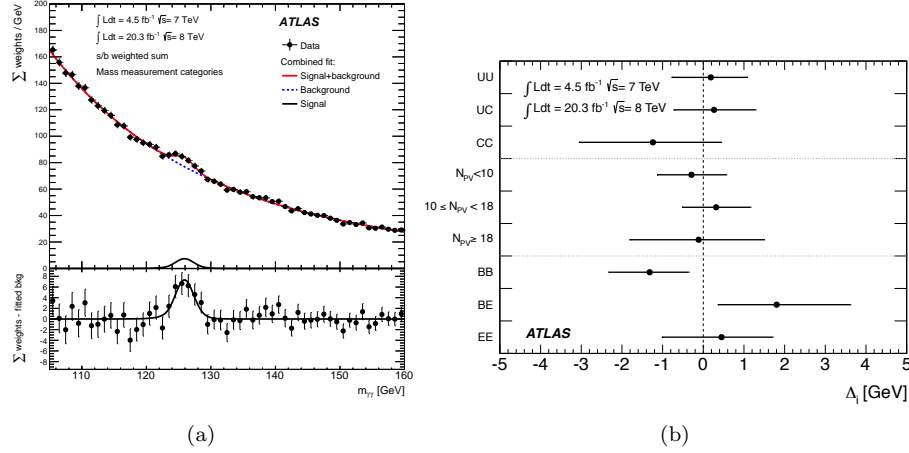 ∫ Ldt = 4.5 fb⁻¹ √s = 7 TeV
∫ Ldt = 20.3 fb⁻¹ √s = 8 TeV
s/b weighted sum
Mass measurement categories
ATLAS
Data
Combined fit:
Signal+background
Background
Signal
Σ weights / GeV
180
160
140
120
100
80
60
40
20
0
Σ weights - fitted bkg
8
6
4
2
0
-2
-4
-6
-8
110 120 130 140 150 160
m_γγ [GeV]
(a)
∫ Ldt = 4.5 fb⁻¹ √s = 7 TeV
∫ Ldt = 20.3 fb⁻¹ √s = 8 TeV
UU
UC
CC
N_PV<10
10 ≤ N_PV < 18
N_PV ≥ 18
BB
BE
EE
ATLAS
-5 -4 -3 -2 -1 0 1 2 3 4 5
Δ_i [GeV]
(b)